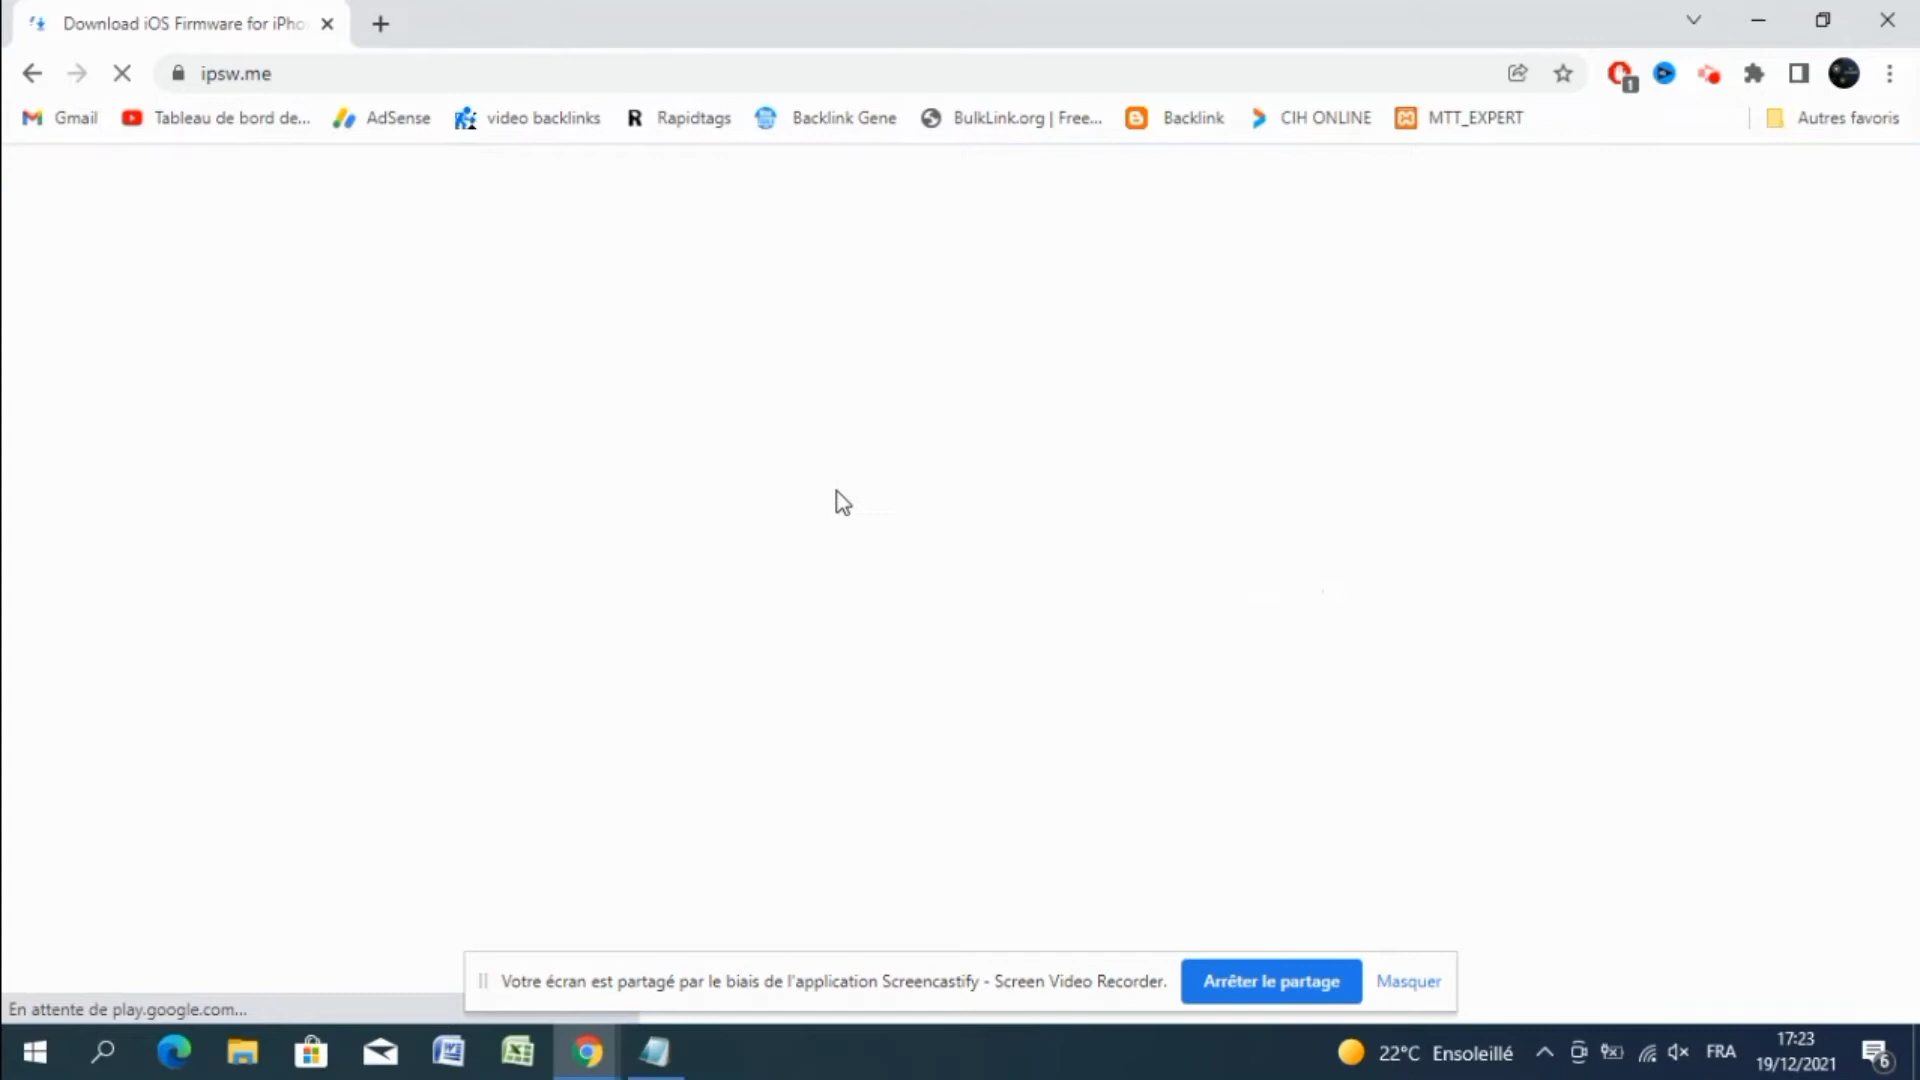 Download iOS Firmware for iPho
ipsw.me
1
Gmail
Tableau de bord de...
AdSense
video backlinks
R Rapidtags
Backlink Gene
BulkLink.org | Free...
Backlink
CIH ONLINE
MTT_EXPERT
Autres favoris
Votre écran est partagé par le biais de l'application Screencastify - Screen Video Recorder.
Arrêter le partage
Masquer
En attente de play.google.com...
22°C Ensoleillé
FRA
17:23
19/12/2021
6